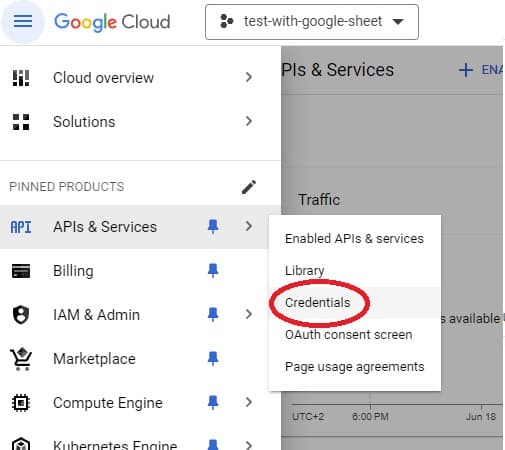 Google Cloud
test-with-google-sheet
Cloud overview
Solutions
PIs & Services
ENA
PINNED PRODUCTS
Traffic
API APIs & Services
Enabled APIs & services
Billing
Library
Credentials
IAM & Admin
s available
OAuth consent screen
Marketplace
Page usage agreements
Compute Engine
UTC+2 6:00 PM Jun 18
Kubernetes Engine